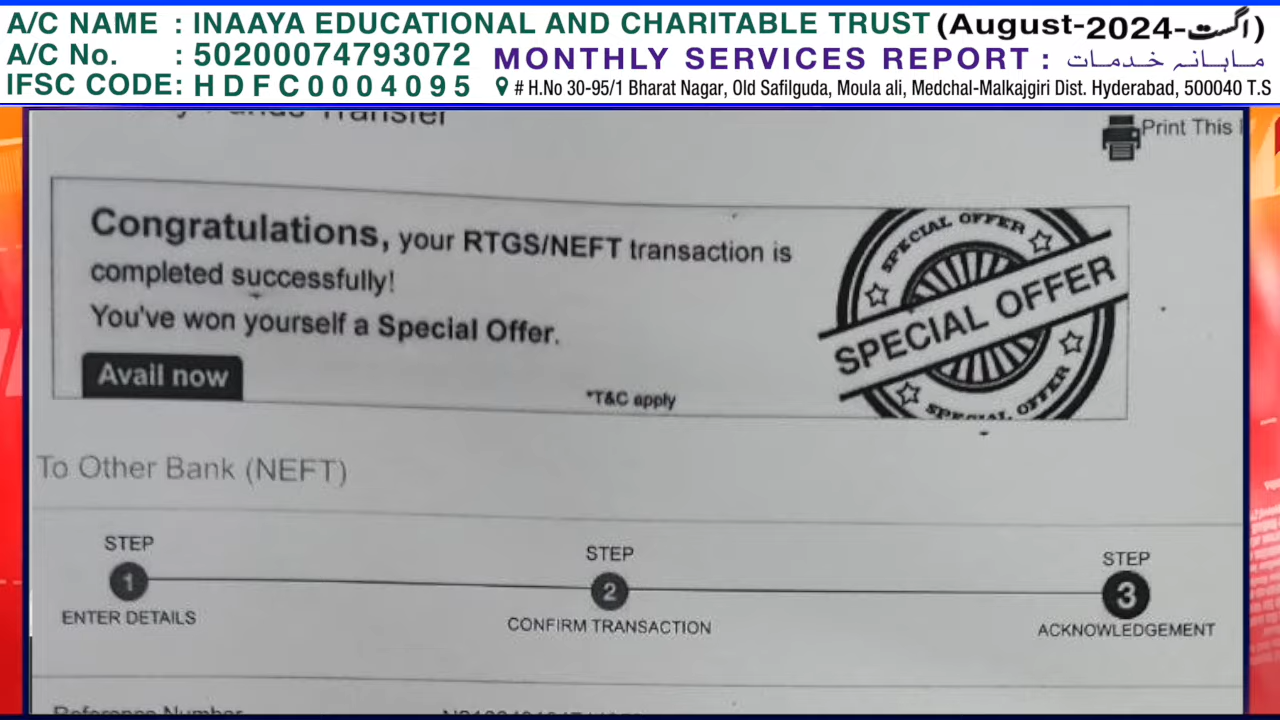 A/C NAME : INAAYA EDUCATIONAL AND CHARITABLE TRUST (August-2024-اگست)
A/C No. : 50200074793072 MONTHLY SERVICES REPORT : ماہانہ خدمات
IFSC CODE: HDFC0004095 # H.No 30-95/1 Bharat Nagar, Old Safilguda, Moula ali, Medchal-Malkajgiri Dist. Hyderabad, 500040 T.S
Transfer
Print This
Congratulations, your RTGS/NEFT transaction is
completed successfully!
You've won yourself a Special Offer.
Avail now
*T&C apply
SPECIAL OFFER
SPECIAL OFFER
SPECIAL OFFER
To Other Bank (NEFT)
STEP
1
ENTER DETAILS
STEP
2
CONFIRM TRANSACTION
STEP
3
ACKNOWLEDGEMENT
Reference Number